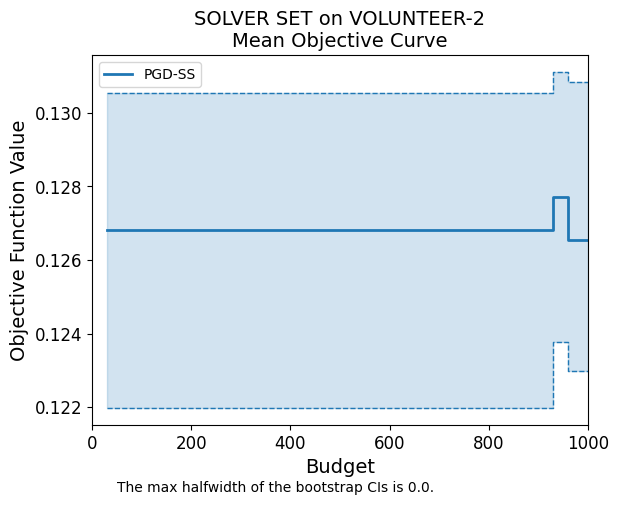 SOLVER SET on VOLUNTEER-2
Mean Objective Curve
PGD-SS
Objective Function Value
0.130
0.128
0.126
0.124
0.122
0
200
400
600
800
1000
Budget
The max halfwidth of the bootstrap CIs is 0.0.